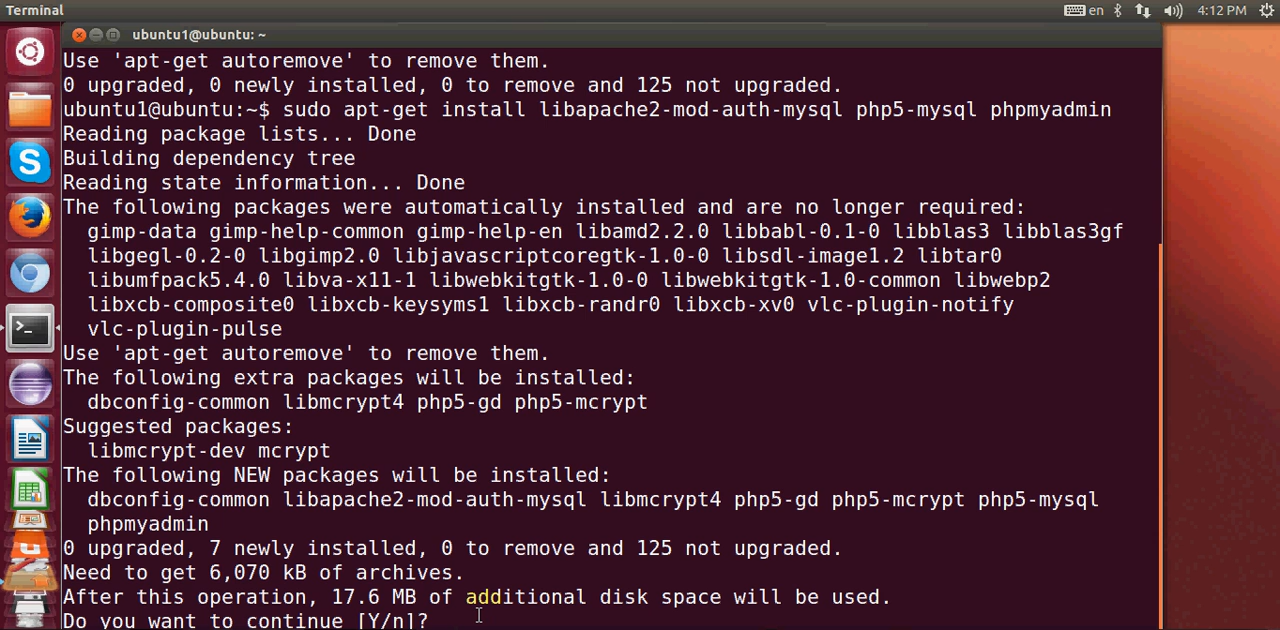 Terminal
en
4:12 PM
ubuntu1@ubuntu: ~
Use 'apt-get autoremove' to remove them.
0 upgraded, 0 newly installed, 0 to remove and 125 not upgraded.
ubuntu1@ubuntu:~$ sudo apt-get install libapache2-mod-auth-mysql php5-mysql phpmyadmin
Reading package lists... Done
Building dependency tree
Reading state information... Done
The following packages were automatically installed and are no longer required:
gimp-data gimp-help-common gimp-help-en libamd2.2.0 libbabl-0.1-0 libblas3 libblas3gf
libgegl-0.2-0 libgimp2.0 libjavascriptcoregtk-1.0-0 libsdl-image1.2 libtar0
libumfpack5.4.0 libva-x11-1 libwebkitgtk-1.0-0 libwebkitgtk-1.0-common libwebp2
libxcb-composite0 libxcb-keysyms1 libxcb-randr0 libxcb-xv0 vlc-plugin-notify
vlc-plugin-pulse
Use 'apt-get autoremove' to remove them.
The following extra packages will be installed:
dbconfig-common libmcrypt4 php5-gd php5-mcrypt
Suggested packages:
libmcrypt-dev mcrypt
The following NEW packages will be installed:
dbconfig-common libapache2-mod-auth-mysql libmcrypt4 php5-gd php5-mcrypt php5-mysql
phpmyadmin
0 upgraded, 7 newly installed, 0 to remove and 125 not upgraded.
Need to get 6,070 kB of archives.
After this operation, 17.6 MB of additional disk space will be used.
Do you want to continue [Y/n]?